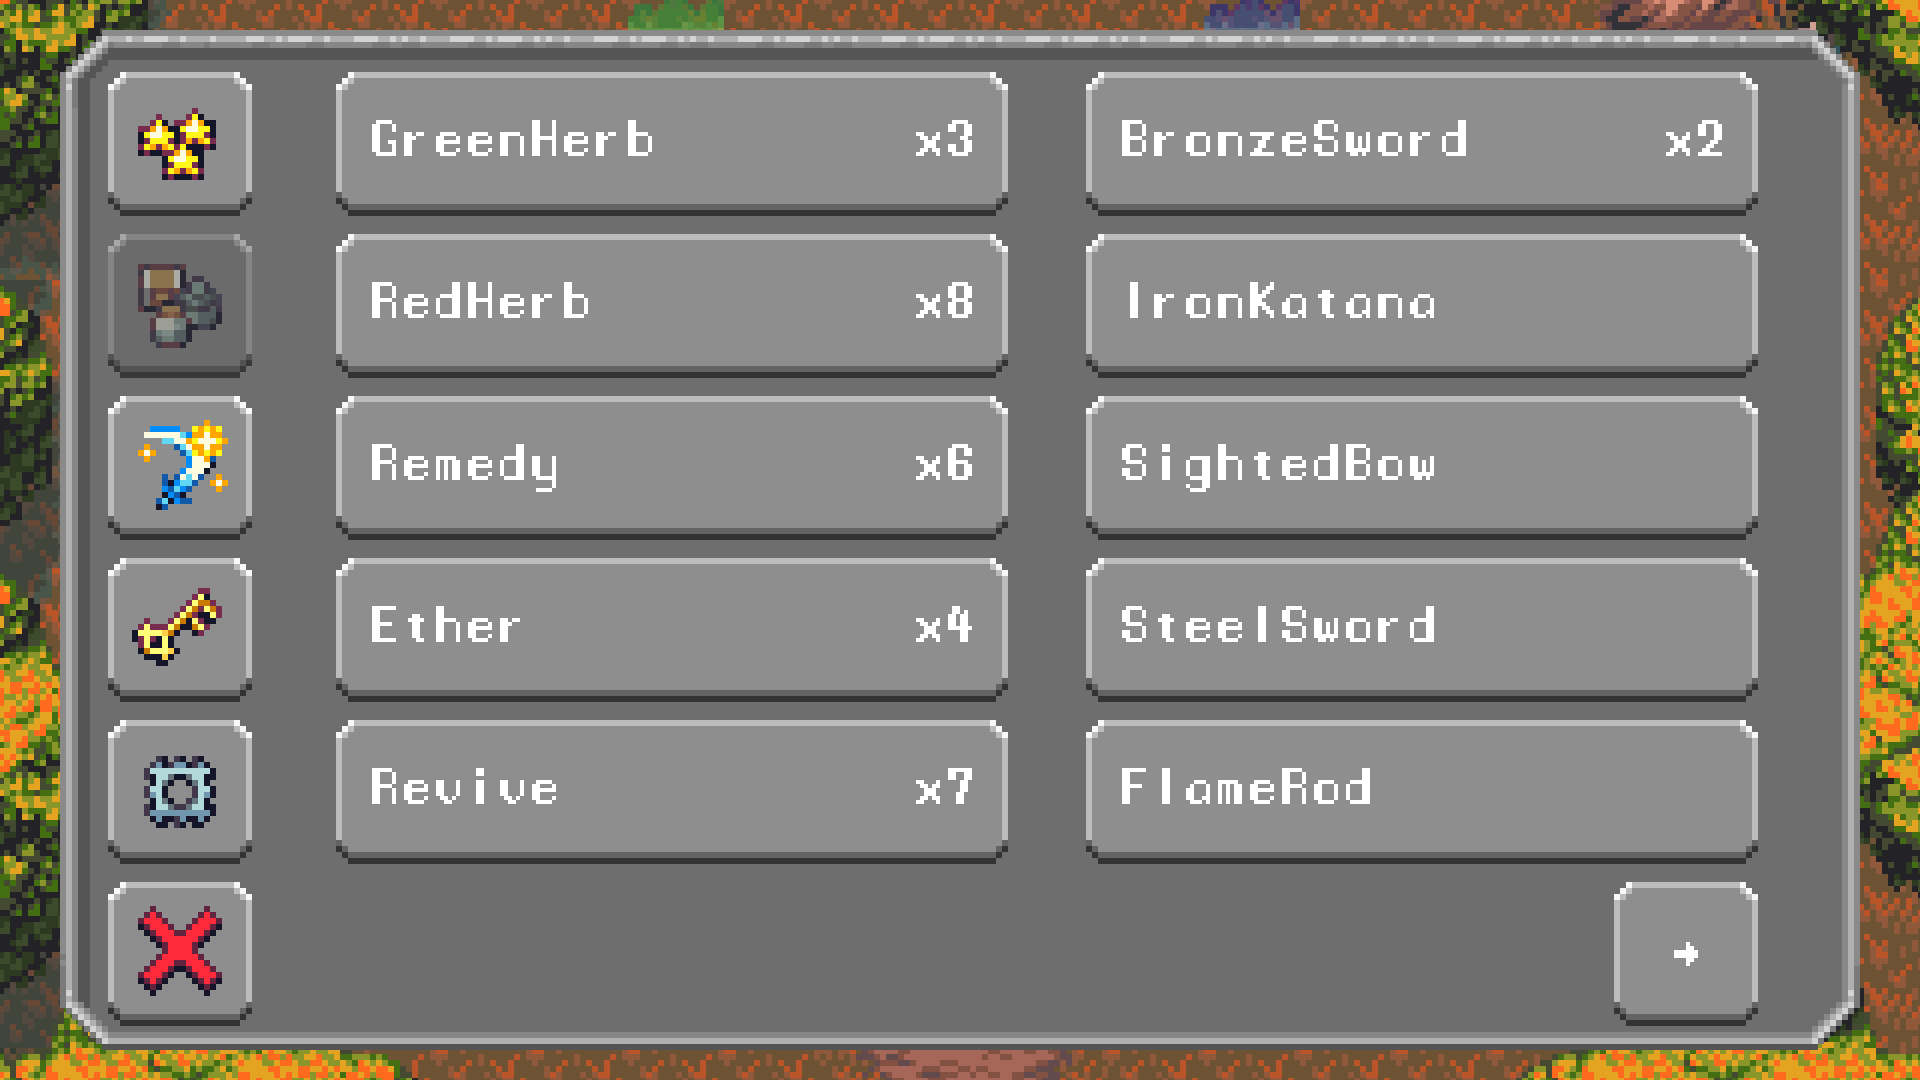 GreenHerb x3
BronzeSword x2
RedHerb x8
IronKatana
Remedy x6
SightedBow
Ether x4
SteelSword
Revive x7
FlameRod